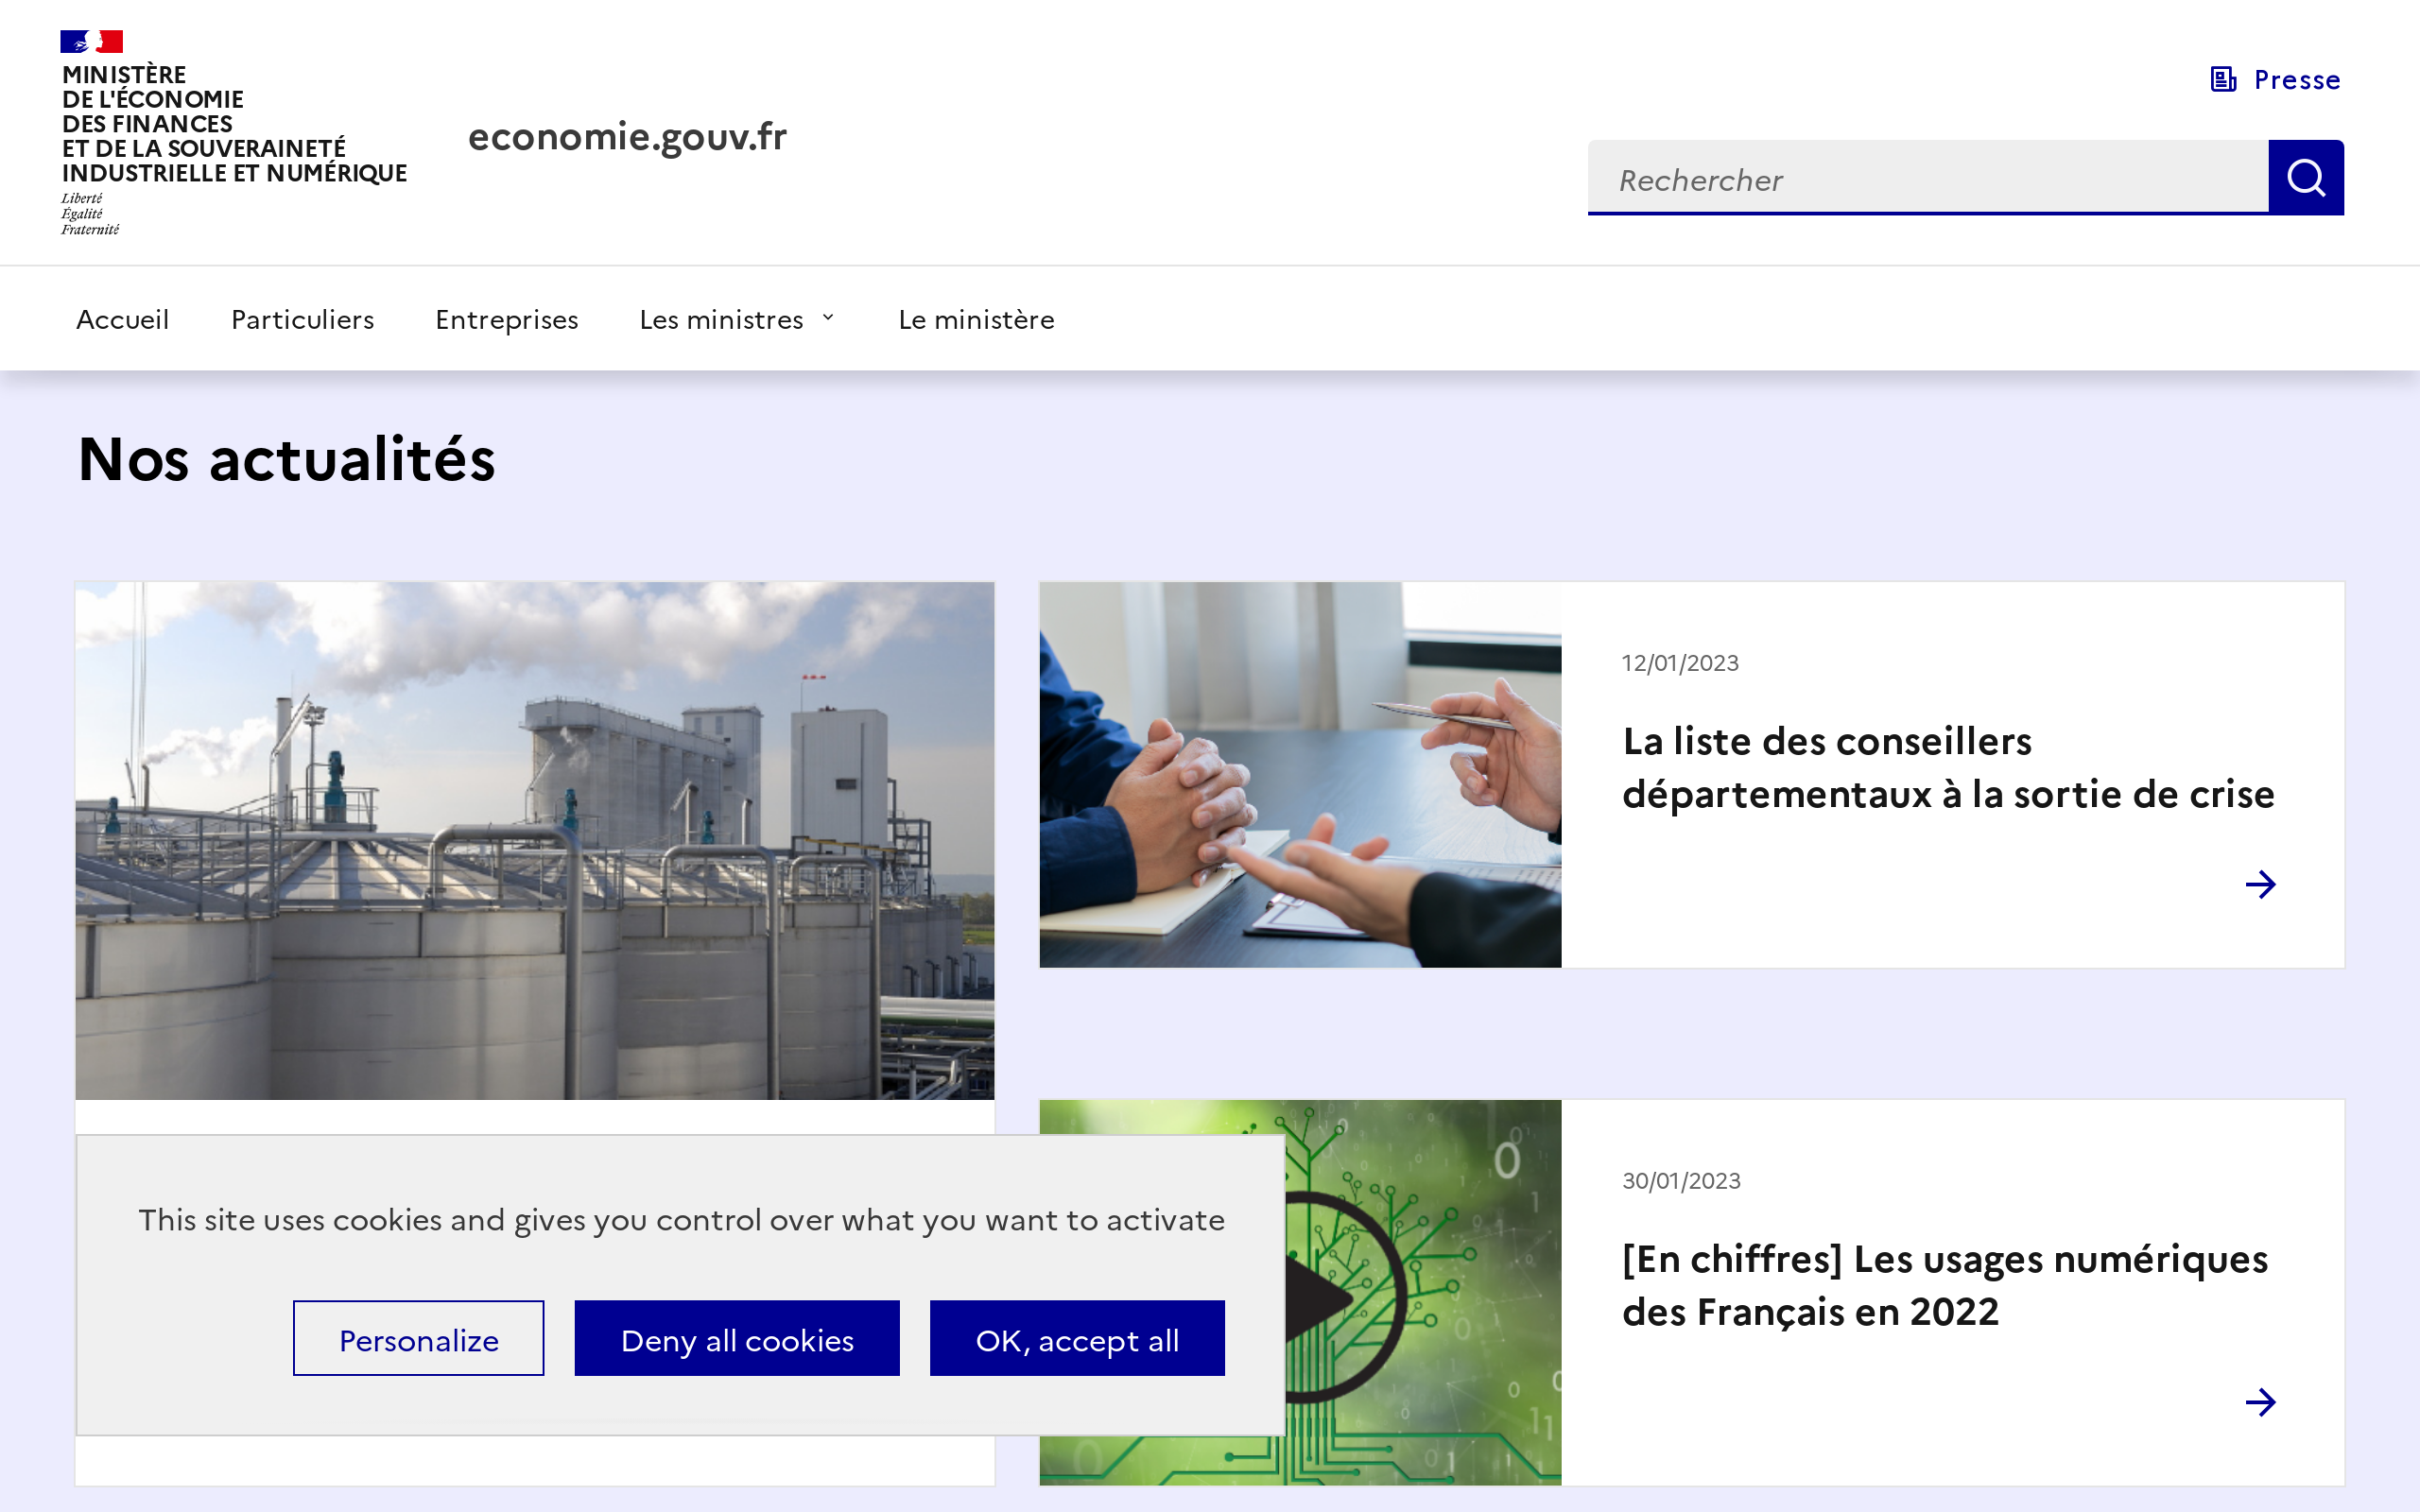 MINISTÈRE
DE L'ÉCONOMIE
DES FINANCES
ET DE LA SOUVERAINETÉ
INDUSTRIELLE ET NUMÉRIQUE
Liberté
Égalité
Fraternité
economie.gouv.fr
Presse
Rechercher
Accueil
Particuliers
Entreprises
Les ministres
Le ministère
Nos actualités
12/01/2023
La liste des conseillers
départementaux à la sortie de crise
30/01/2023
[En chiffres] Les usages numériques
des Français en 2022
This site uses cookies and gives you control over what you want to activate
Personalize
Deny all cookies
OK, accept all